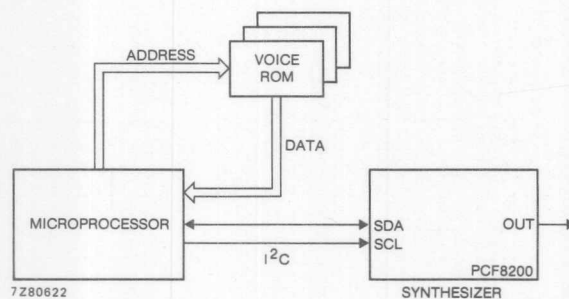 ADDRESS
VOICE
ROM
DATA
MICROPROCESSOR
SDA
SCL
OUT
I²C
PCF8200
7Z80622
SYNTHESIZER